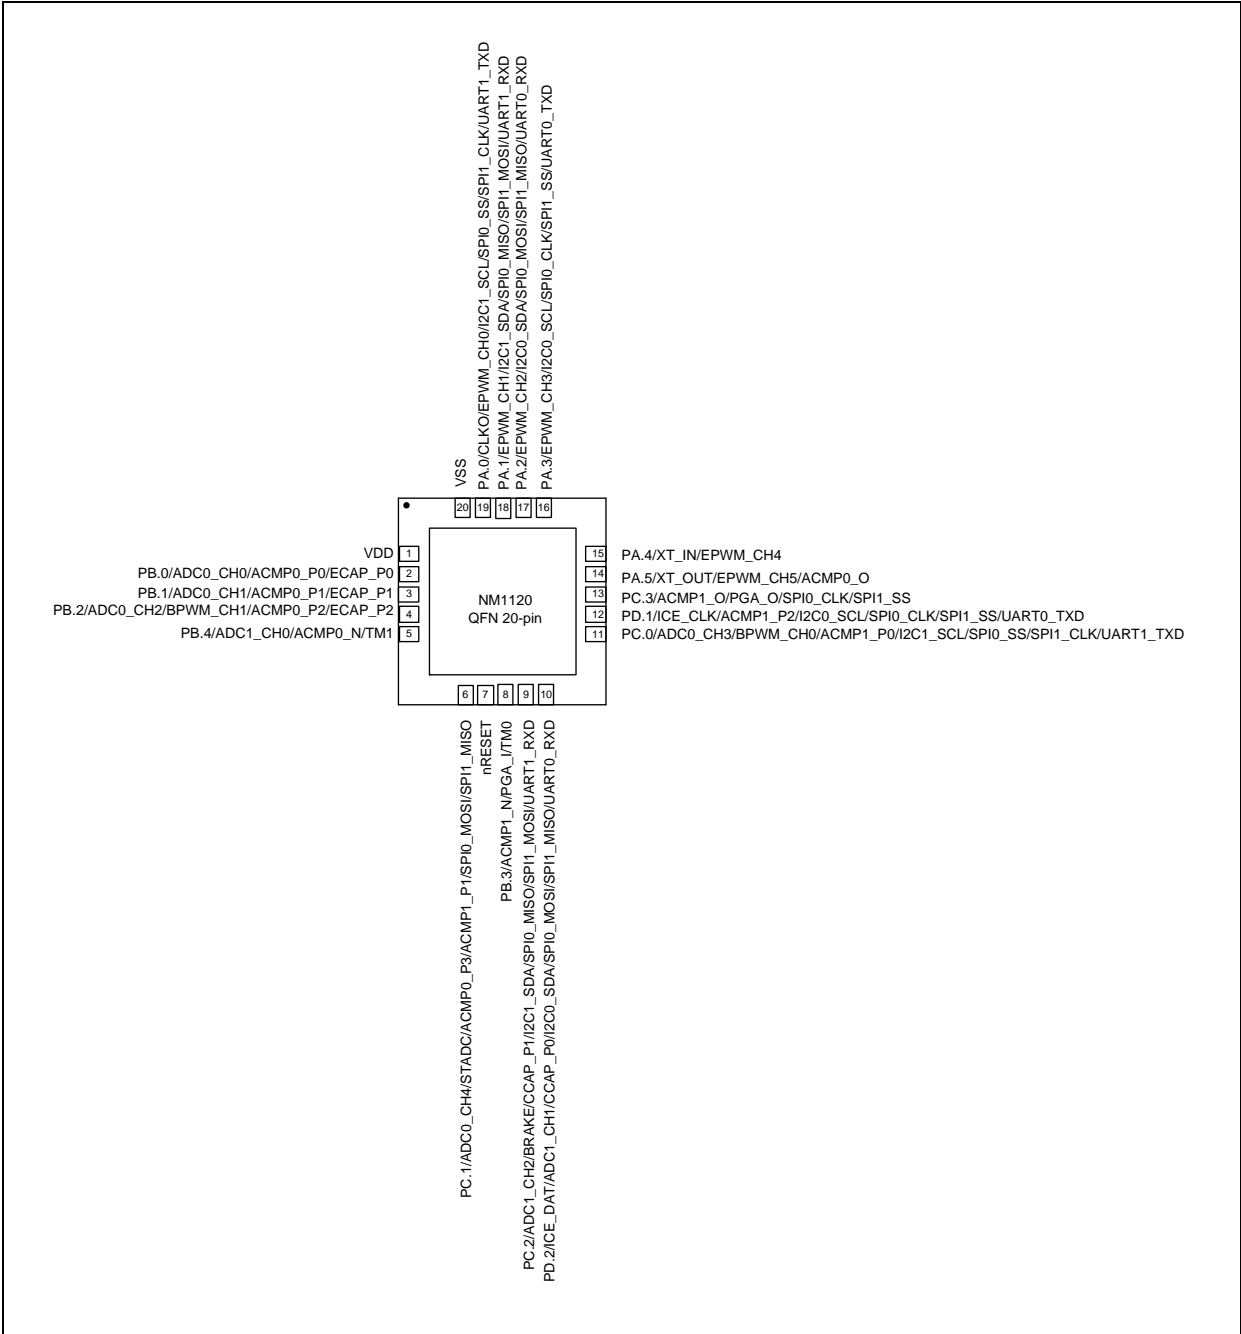 PA.0/CLKO/EPWM_CH0/I2C1_SCL/SPI0_SS/SPI1_CLK/UART1_TXD
PA.1/EPWM_CH1/I2C1_SDA/SPI0_MISO/SPI1_MOSI/UART1_RXD
PA.2/EPWM_CH2/I2C0_SDA/SPI0_MOSI/SPI1_MISO/UART0_RXD
PA.3/EPWM_CH3/I2C0_SCL/SPI0_CLK/SPI1_SS/UART0_TXD
VSS
20 19 18 17 16
VDD 1
PB.0/ADC0_CH0/ACMP0_P0/ECAP_P0 2
PB.1/ADC0_CH1/ACMP0_P1/ECAP_P1 3
PB.2/ADC0_CH2/BPWM_CH1/ACMP0_P2/ECAP_P2 4
PB.4/ADC1_CH0/ACMP0_N/TM1 5
NM1120
QFN 20-pin
15 PA.4/XT_IN/EPWM_CH4
14 PA.5/XT_OUT/EPWM_CH5/ACMP0_O
13 PC.3/ACMP1_O/PGA_O/SPI0_CLK/SPI1_SS
12 PD.1/ICE_CLK/ACMP1_P2/I2C0_SCL/SPI0_CLK/SPI1_SS/UART0_TXD
11 PC.0/ADC0_CH3/BPWM_CH0/ACMP1_P0/I2C1_SCL/SPI0_SS/SPI1_CLK/UART1_TXD
6 7 8 9 10
PC.1/ADC0_CH4/STADC/ACMP0_P3/ACMP1_P1/SPI0_MOSI/SPI1_MISO
nRESET
PB.3/ACMP1_N/PGA_I/TM0
PC.2/ADC1_CH2/BRAKE/CCAP_P1/I2C1_SDA/SPI0_MISO/SPI1_MOSI/UART1_RXD
PD.2/ICE_DAT/ADC1_CH1/CCAP_P0/I2C0_SDA/SPI0_MOSI/SPI1_MISO/UART0_RXD